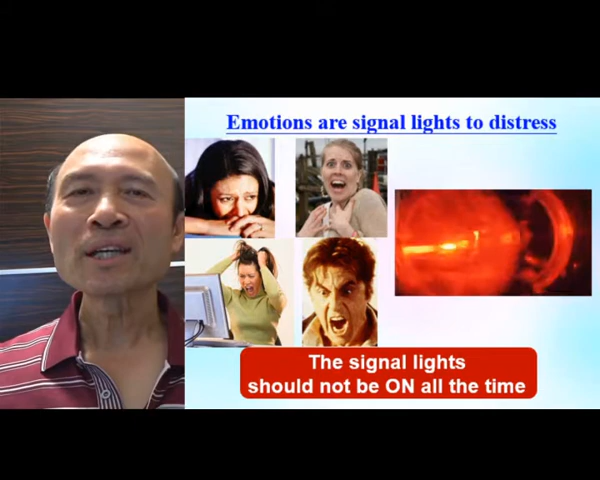 Emotions are signal lights to distress
The signal lights
should not be ON all the time